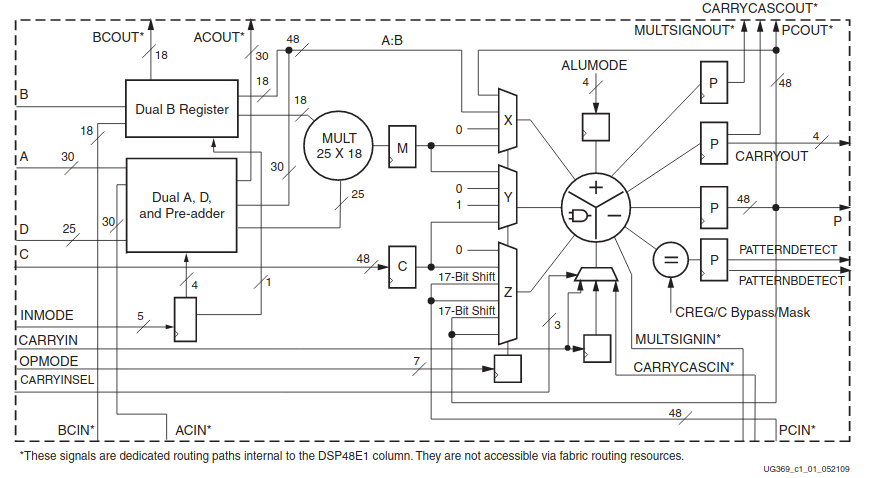 CARRYCASCOUT*
BCOUT* ACOUT* MULTSIGNOUT* PCOUT*
18 30 48 A:B
ALUMODE
18 4 48
B
Dual B Register
18
18
0 X
MULT
25 X 18
M P
P 4
CARRYOUT
A 30
30
Dual A, D,
and Pre-adder
25
0
1 Y
+
−
P 48
P
D 25 30
C 48 C
0
17-Bit Shift
Z
17-Bit Shift
=
P
PATTERNDETECT
PATTERNBDETECT
4 1
INMODE 5
3
CREG/C Bypass/Mask
CARRYIN
MULTSIGNIN*
OPMODE 7
CARRYCASCIN*
CARRYINSEL
48
BCIN* ACIN* PCIN*
*These signals are dedicated routing paths internal to the DSP48E1 column. They are not accessible via fabric routing resources.
UG369_c1_01_052109